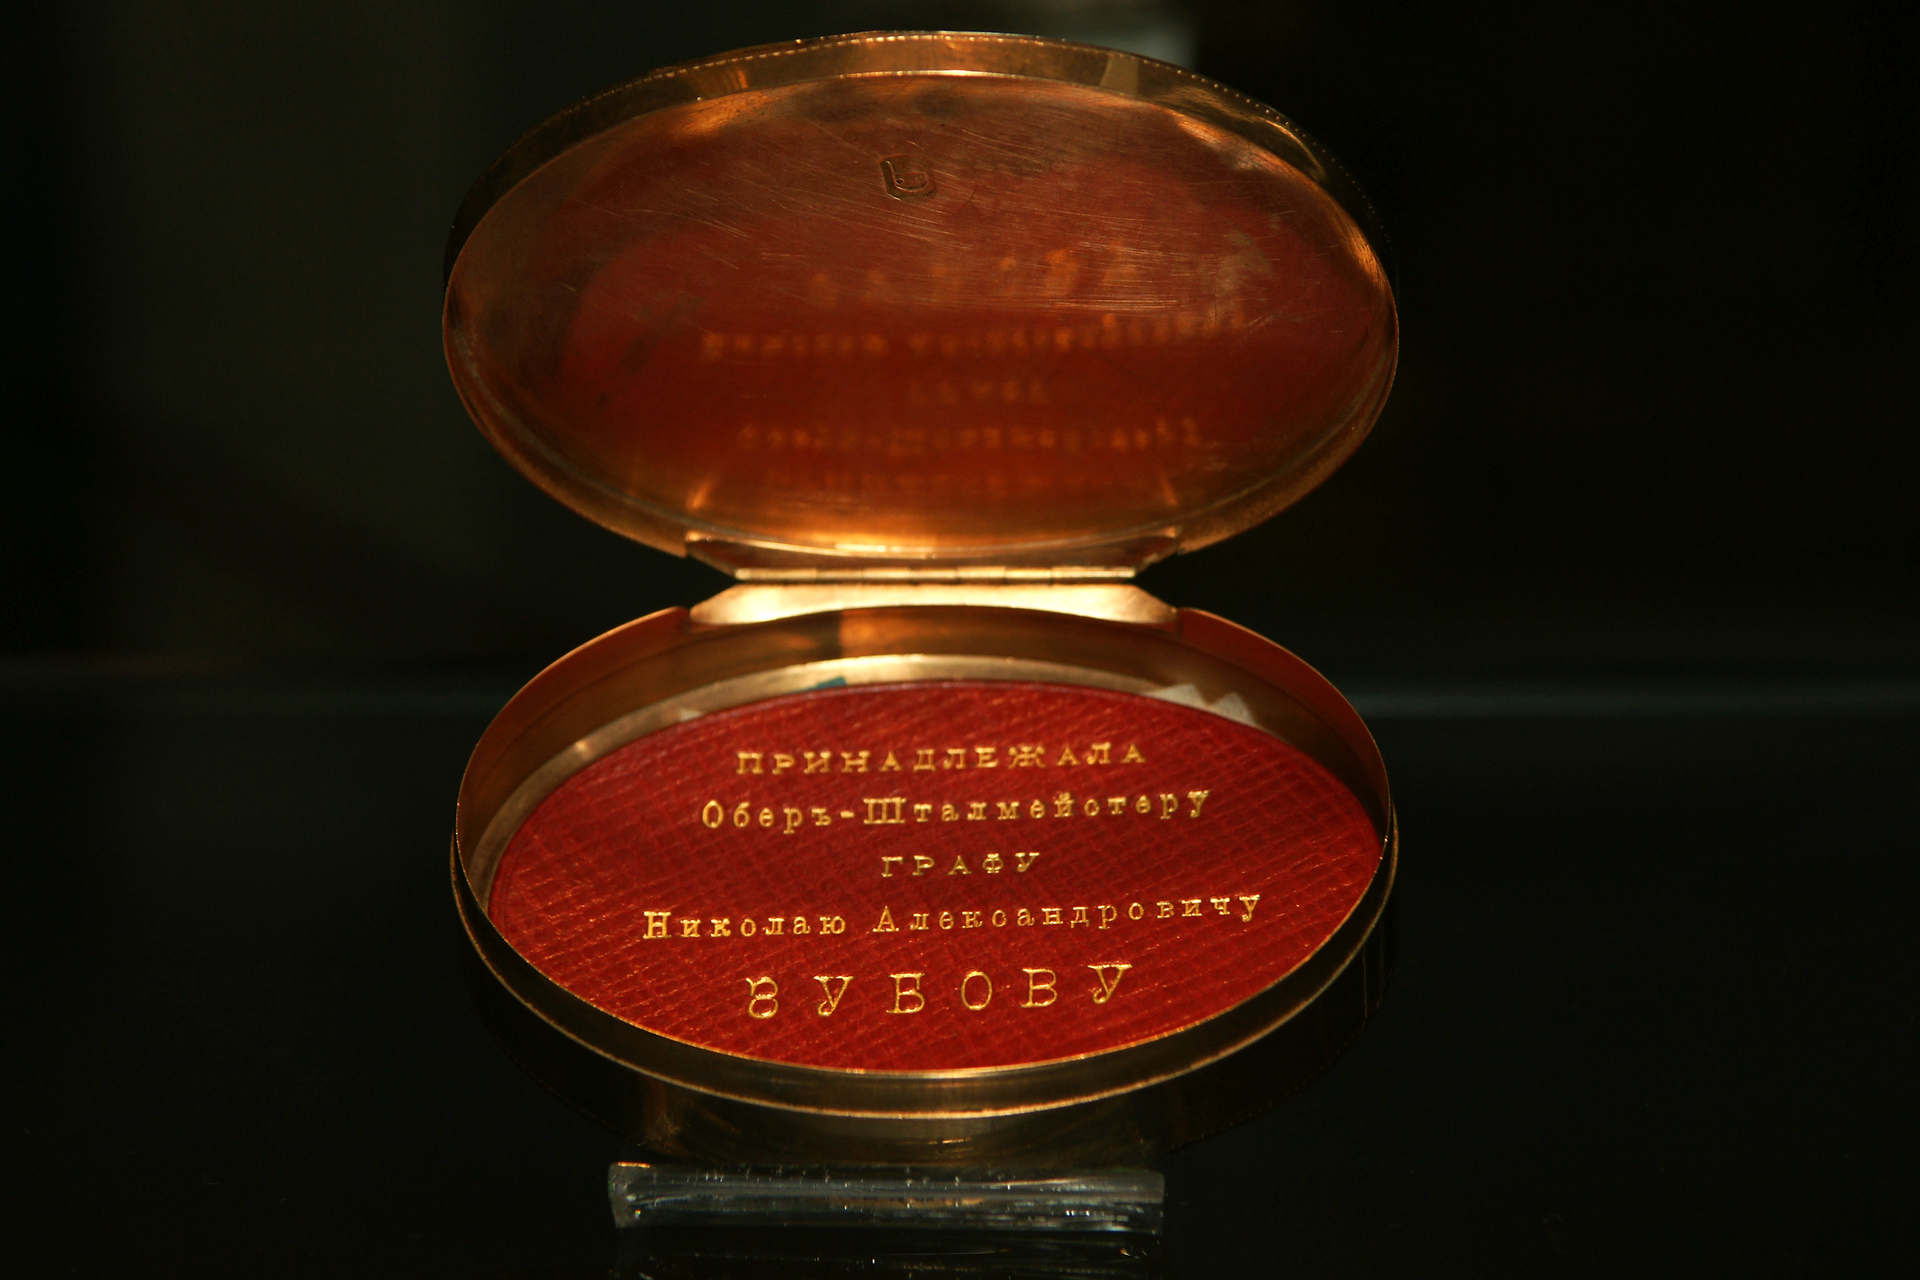 ПРИНАДЛЕЖАЛА
Оберъ-Шталмейстеру
ГРАФУ
Николаю Александровичу
ЗУБОВУ